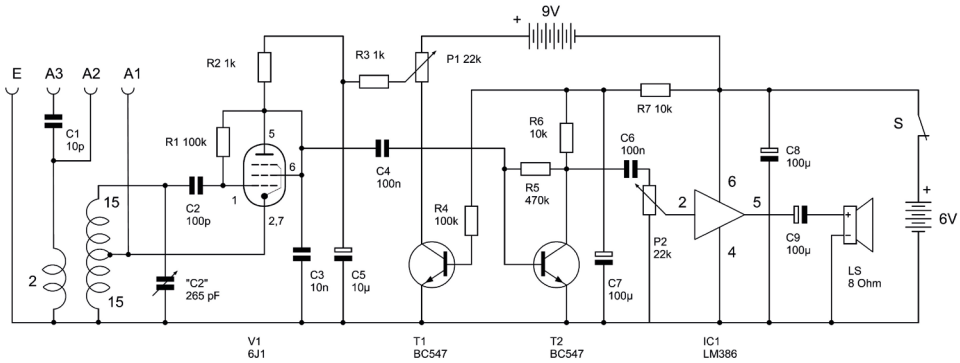 + 9V
R2 1k
R3 1k
P1 22k
E A3 A2 A1
C1
10p
R1 100k
5
6
1
2,7
C2
100p
15
15
2
"C2"
265 pF
C3
10n
C5
10µ
C4
100n
R4
100k
R5
470k
R6
10k
R7 10k
C6
100n
P2
22k
C7
100µ
2
6
5
4
C8
100µ
C9
100µ
+
−
LS
8 Ohm
S
+
6V
V1
6J1
T1
BC547
T2
BC547
IC1
LM386